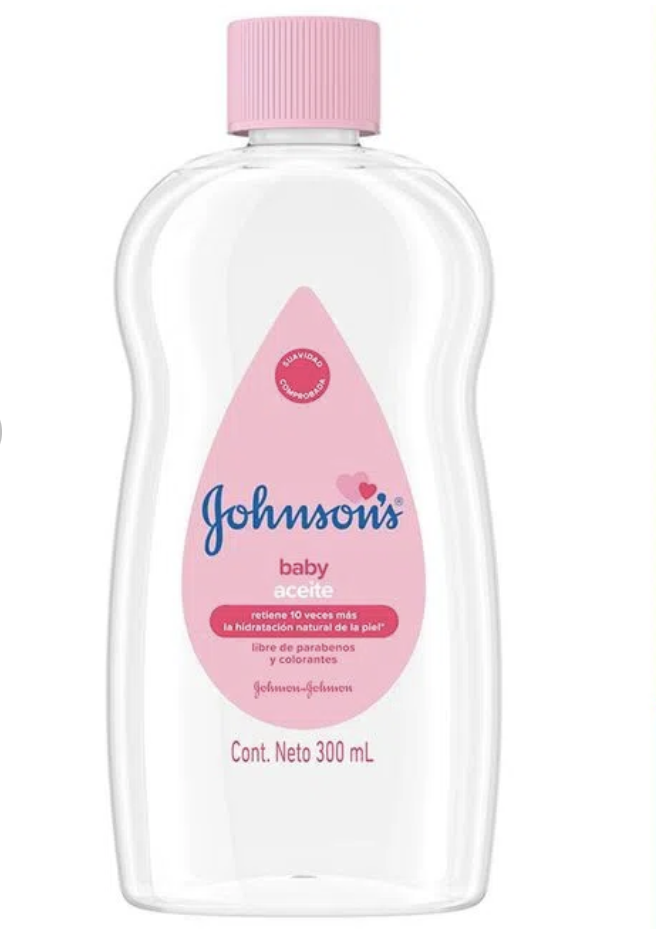 SUAVIDAD
COMPROBADA
Johnson's®
baby
aceite
retiene 10 veces más
la hidratación natural de la piel*
libre de parabenos
y colorantes
Johnson&Johnson
Cont. Neto 300 mL